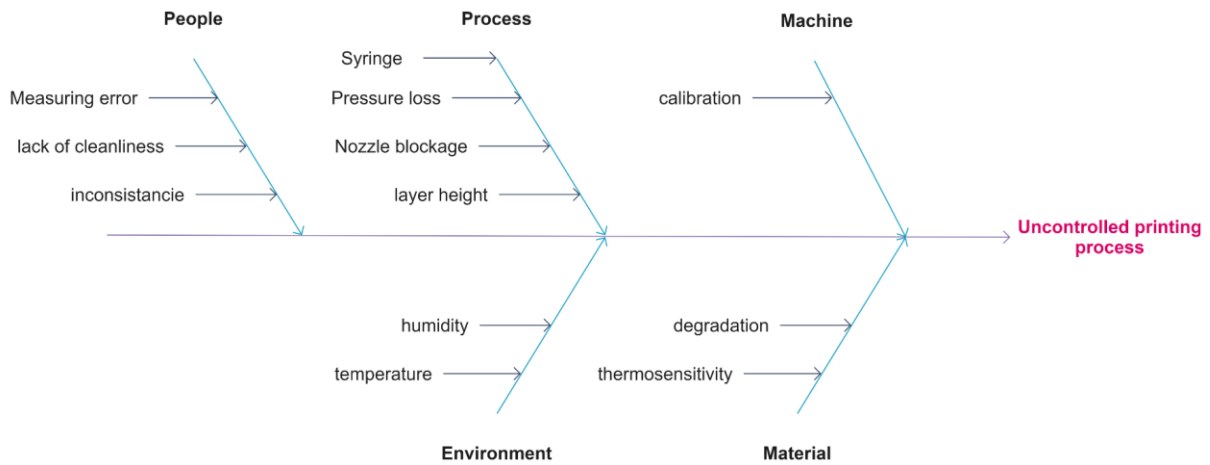 People
Process
Machine
Syringe
Measuring error
Pressure loss
calibration
lack of cleanliness
Nozzle blockage
inconsistancie
layer height
Uncontrolled printing
process
humidity
degradation
temperature
thermosensitivity
Environment
Material